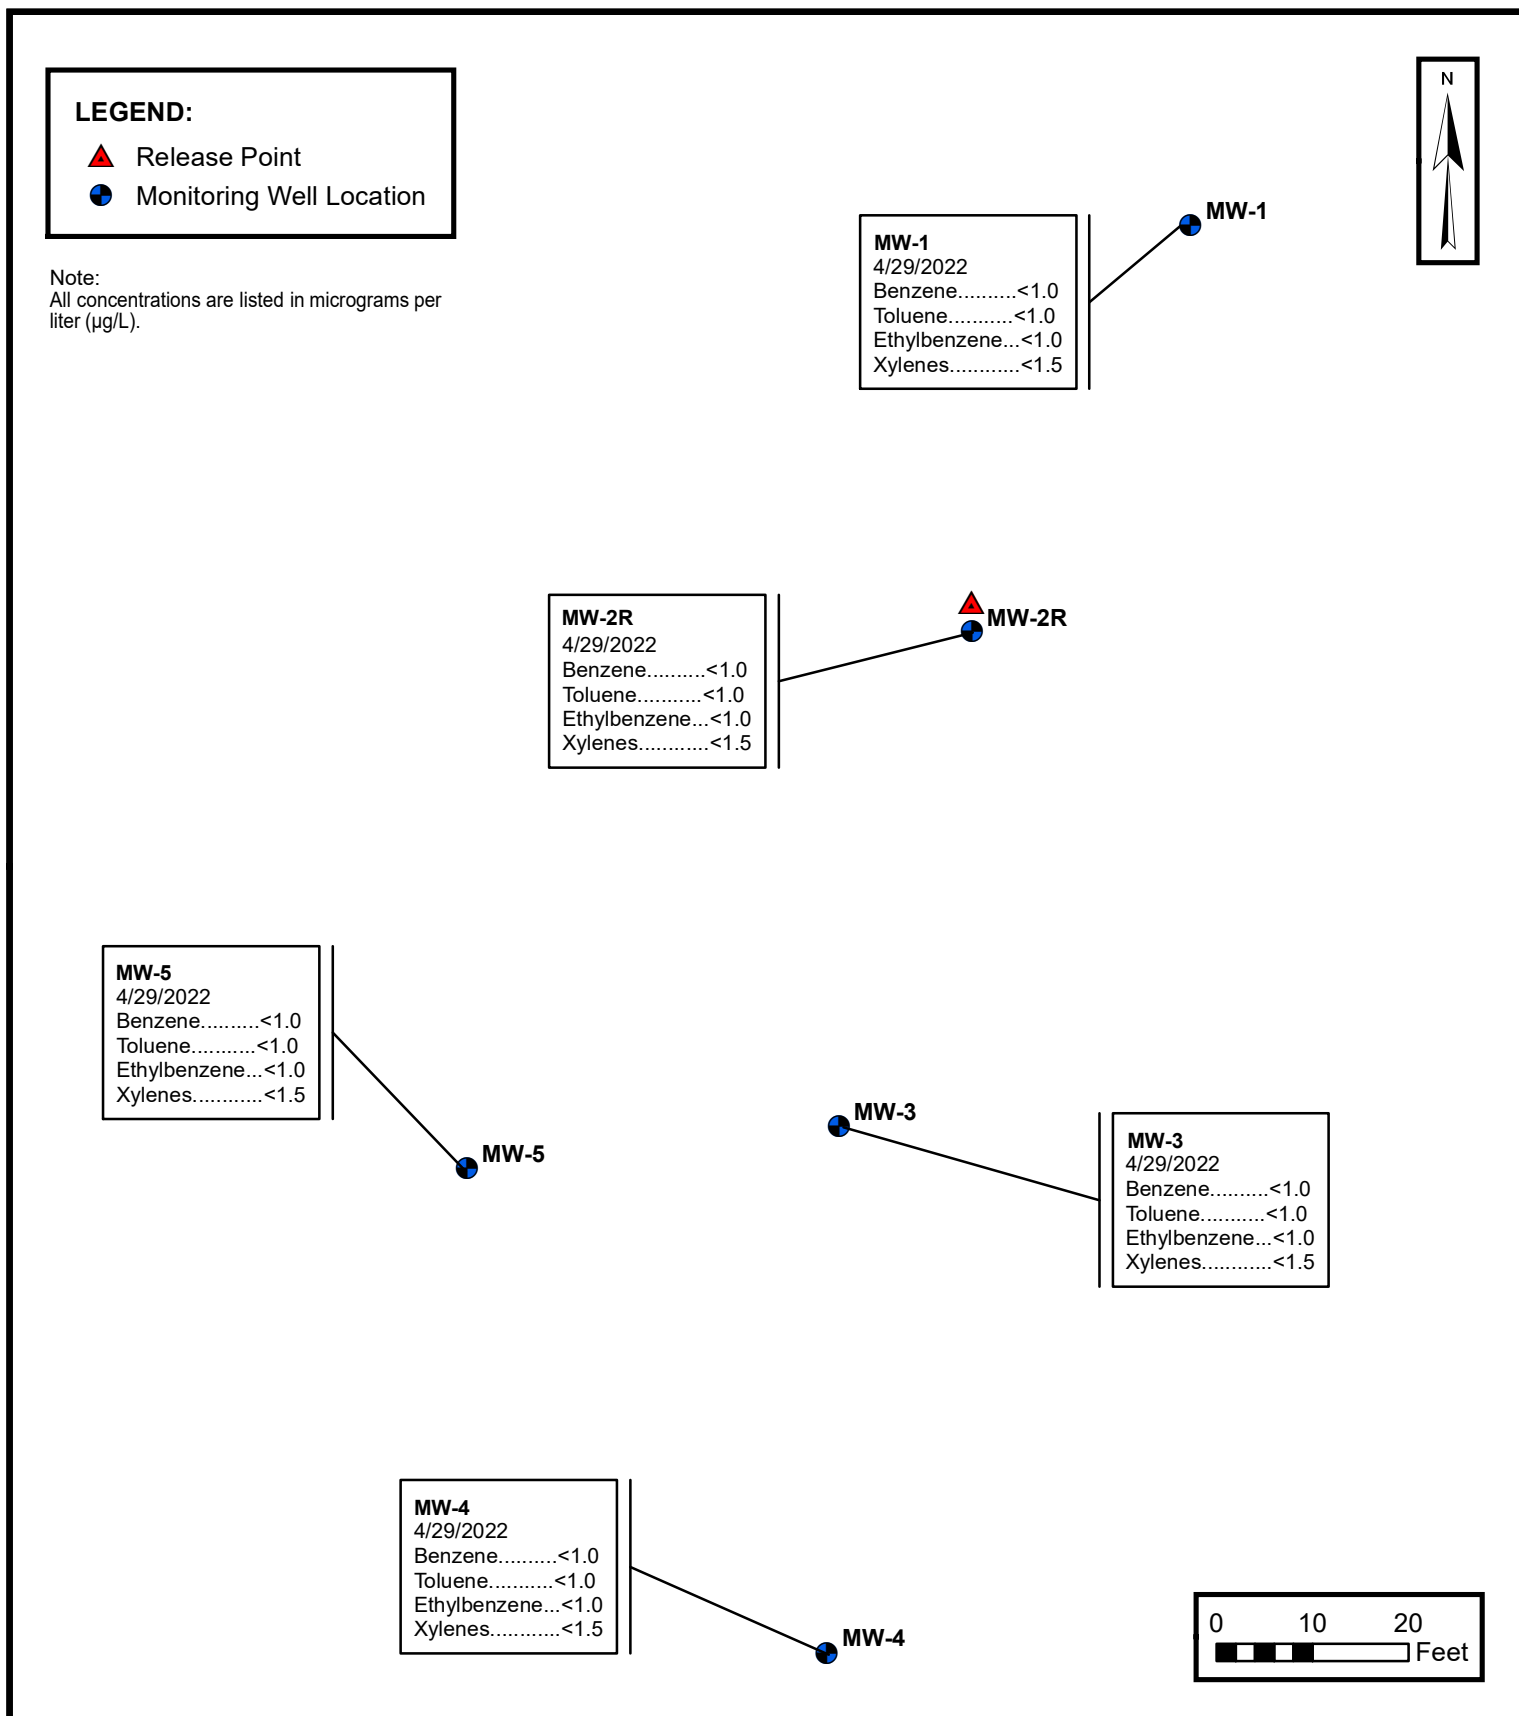 LEGEND:
Release Point
Monitoring Well Location
Note:
All concentrations are listed in micrograms per
liter (µg/L).
N
MW-1
MW-1
4/29/2022
Benzene..........<1.0
Toluene...........<1.0
Ethylbenzene...<1.0
Xylenes............<1.5
MW-2R
MW-2R
4/29/2022
Benzene..........<1.0
Toluene...........<1.0
Ethylbenzene...<1.0
Xylenes............<1.5
MW-5
4/29/2022
Benzene..........<1.0
Toluene...........<1.0
Ethylbenzene...<1.0
Xylenes............<1.5
MW-5
MW-3
MW-3
4/29/2022
Benzene..........<1.0
Toluene...........<1.0
Ethylbenzene...<1.0
Xylenes............<1.5
MW-4
4/29/2022
Benzene..........<1.0
Toluene...........<1.0
Ethylbenzene...<1.0
Xylenes............<1.5
MW-4
0 10 20
Feet